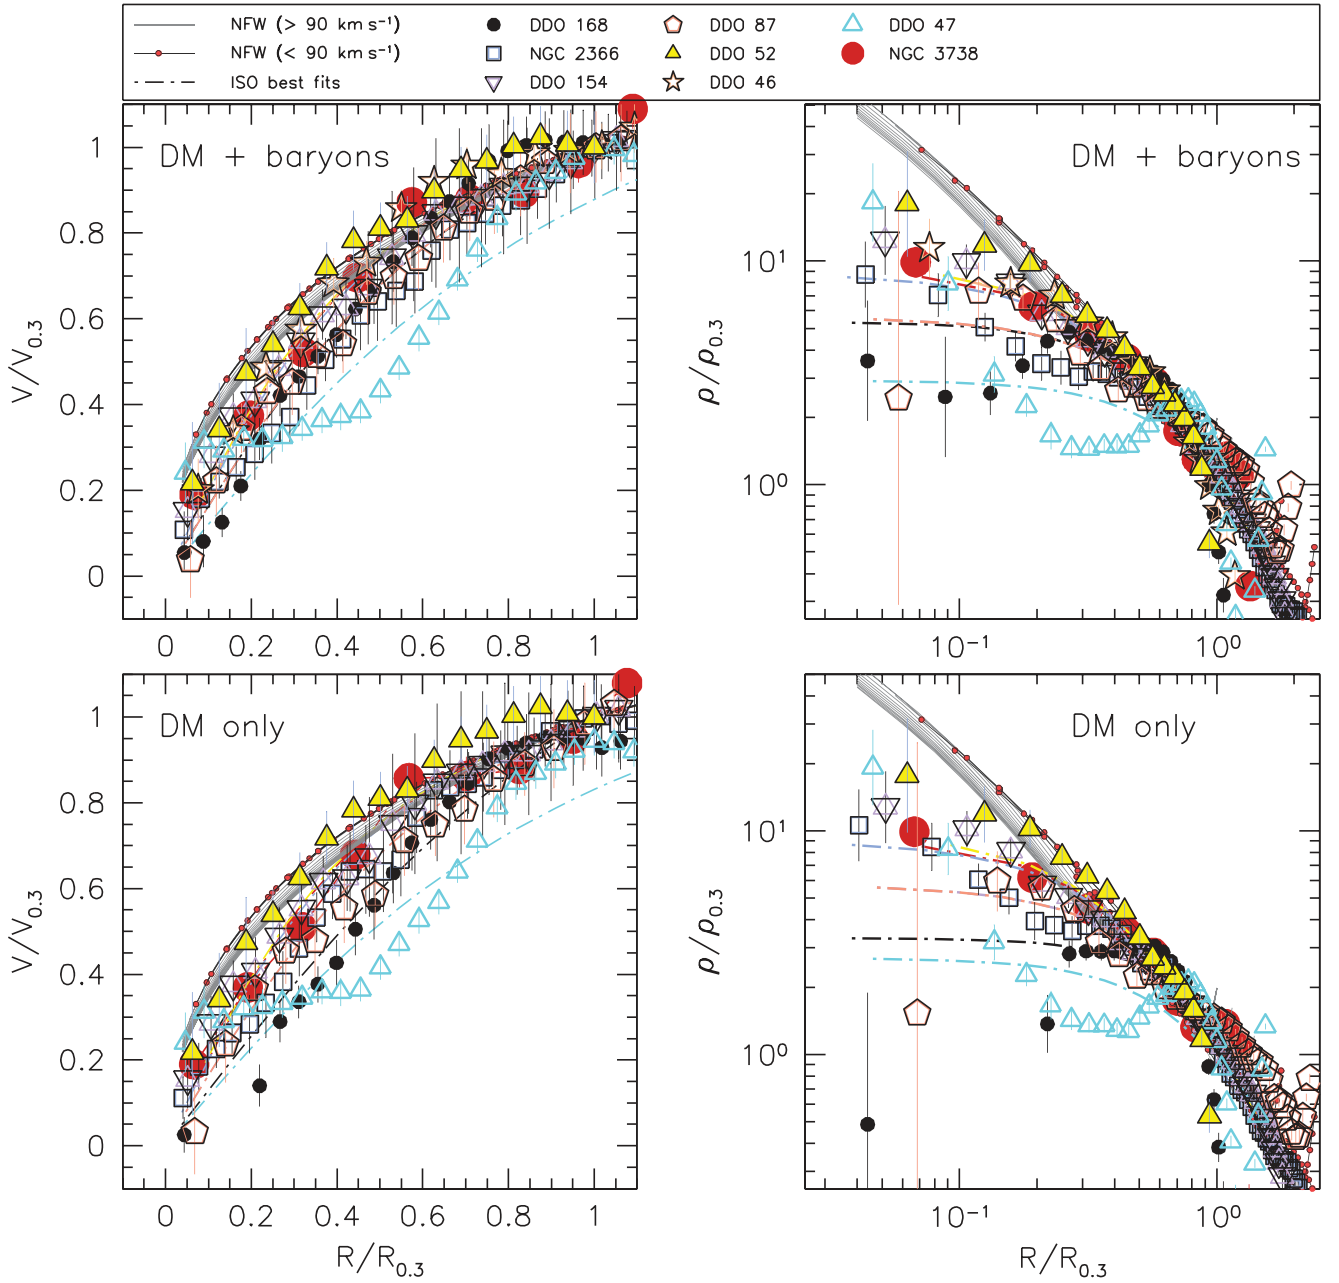 NFW (> 90 km s⁻¹)
NFW (< 90 km s⁻¹)
ISO best fits
DDO 168
NGC 2366
DDO 154
DDO 87
DDO 52
DDO 46
DDO 47
NGC 3738
DM + baryons
V/V0.3
1
0.8
0.6
0.4
0.2
0
0 0.2 0.4 0.6 0.8 1
DM + baryons
ρ/ρ0.3
10¹
10⁰
10⁻¹ 10⁰
DM only
V/V0.3
1
0.8
0.6
0.4
0.2
0
0 0.2 0.4 0.6 0.8 1
R/R0.3
DM only
ρ/ρ0.3
10¹
10⁰
10⁻¹ 10⁰
R/R0.3